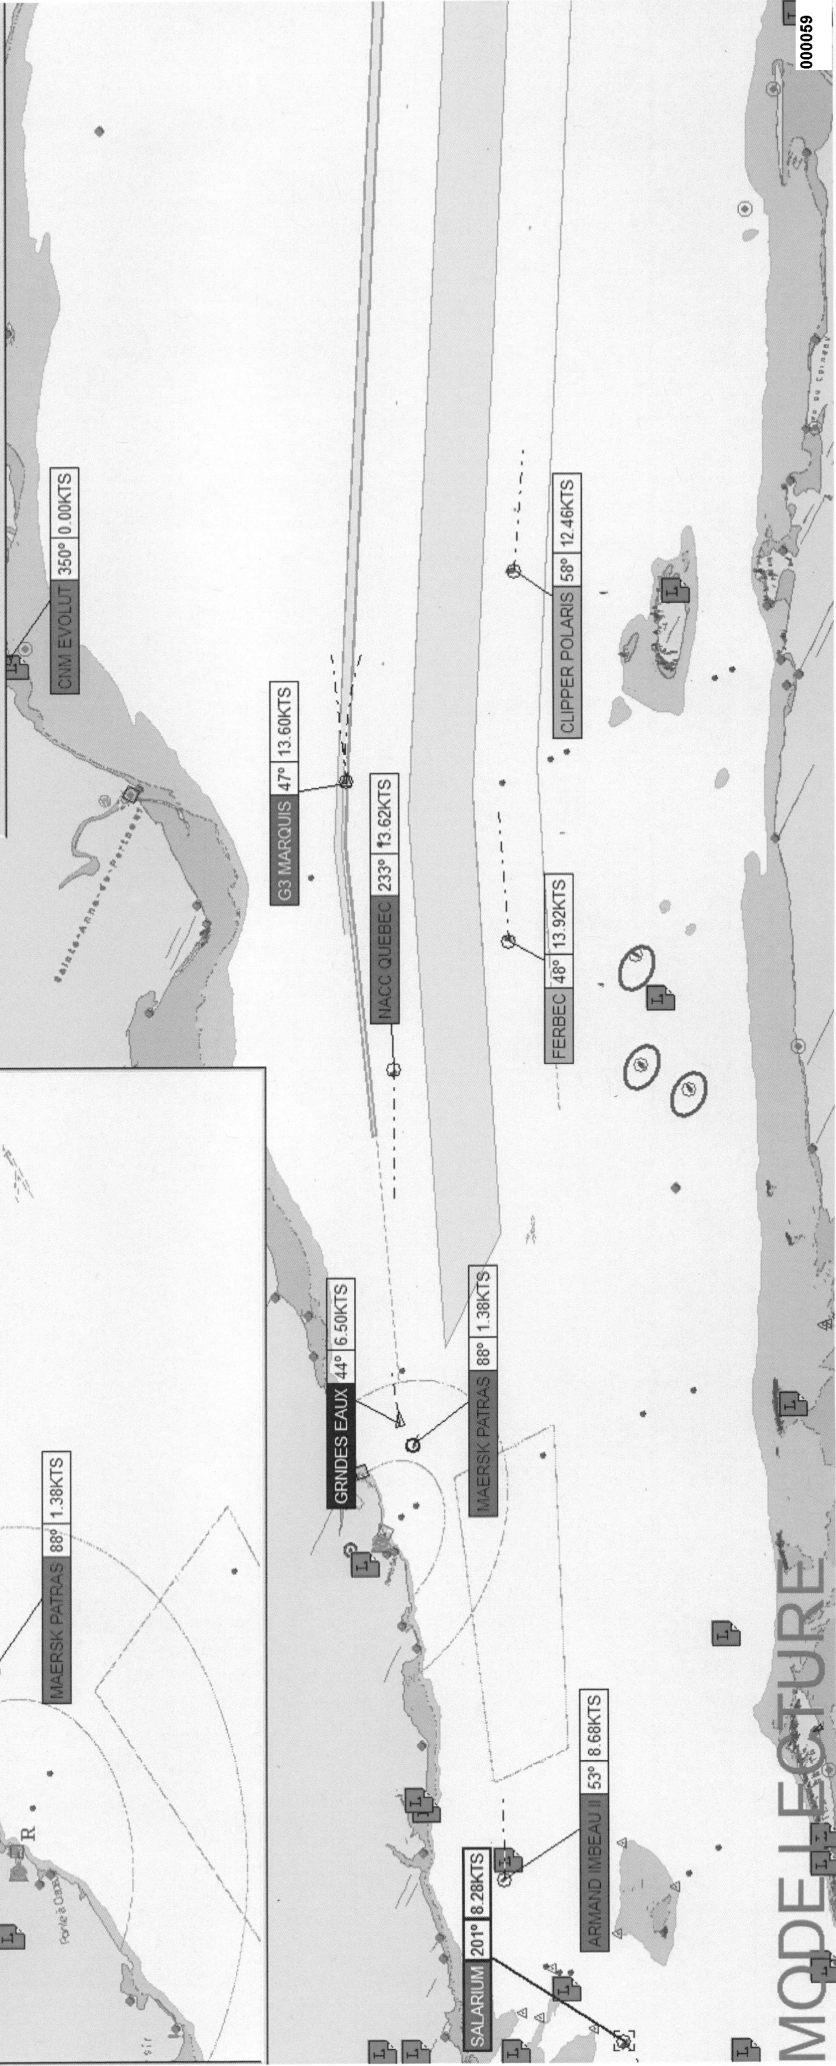 000059
CNM EVOLUT 350° 0.00KTS
Sainte-Anne-de-Portneuf
G3 MARQUIS 47° 13.60KTS
NACC QUEBEC 233° 13.62KTS
CLIPPER POLARIS 58° 12.46KTS
FERBEC 48° 13.92KTS
GRNDES EAUX 44° 6.50KTS
MAERSK PATRAS 88° 1.38KTS
MAERSK PATRAS 88° 1.38KTS
R
SALARIUM 201° 8.28KTS
ARMAND IMBEAU II 53° 8.68KTS
L
L
L
L
L
L
L
L
L
L
MODE LECTURE